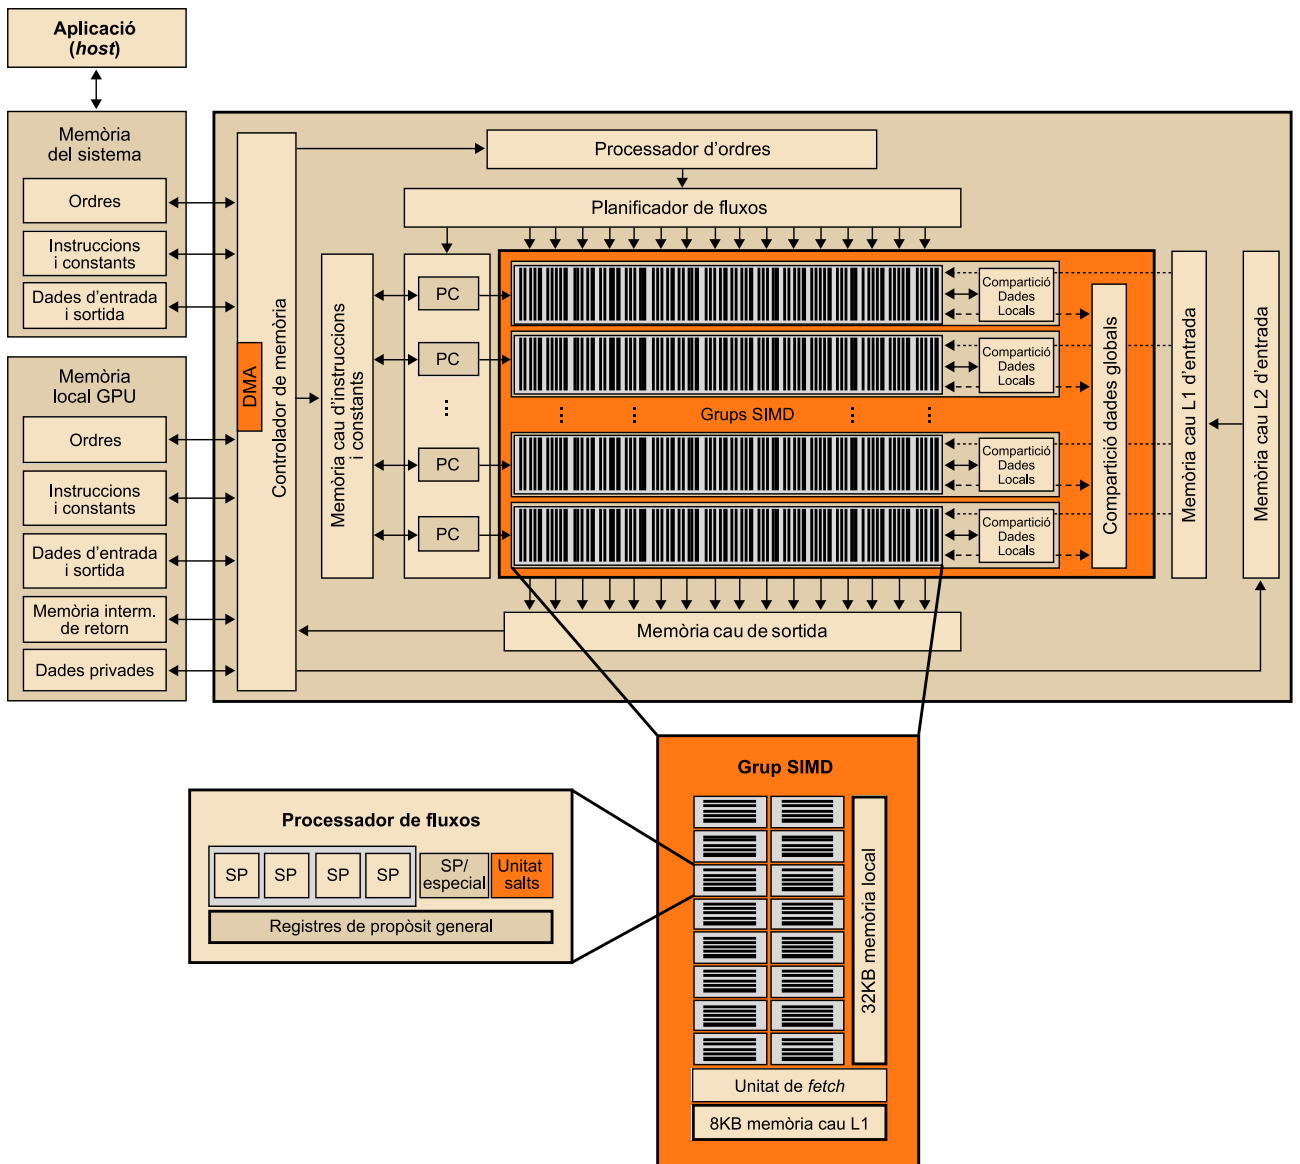 Aplicació
(host)
Memòria
del sistema
Ordres
Instruccions
i constants
Dades d'entrada
i sortida
Memòria
local GPU
Ordres
Instruccions
i constants
Dades d'entrada
i sortida
Memòria interm.
de retorn
Dades privades
DMA
Controlador de memòria
Processador d'ordres
Planificador de fluxos
Memòria cau d'instruccions
i constants
PC
PC
PC
PC
Compartició
Dades
Locals
Compartició
Dades
Locals
Grups SIMD
Compartició
Dades
Locals
Compartició
Dades
Locals
Compartició dades globals
Memòria cau L1 d'entrada
Memòria cau L2 d'entrada
Memòria cau de sortida
Grup SIMD
32KB memòria local
Unitat de fetch
8KB memòria cau L1
Processador de fluxos
SP
SP
SP
SP
SP/
especial
Unitat
salts
Registres de propòsit general